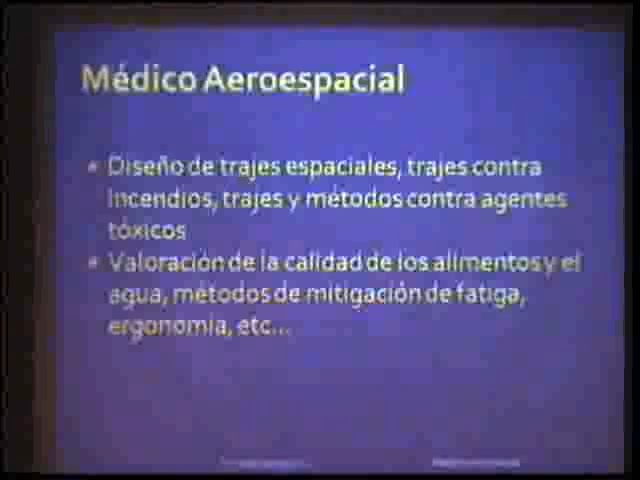 Médico Aeroespacial
Diseño de trajes espaciales, trajes contra
incendios, trajes y métodos contra agentes
tóxicos
Valoración de la calidad de los alimentos y el
agua, métodos de mitigación de fatiga,
ergonomía, etc...